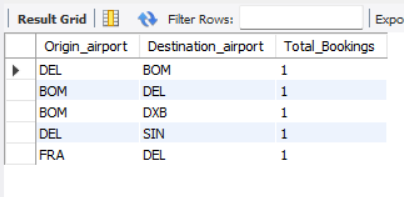 Result Grid Filter Rows: Expo
Origin_airport Destination_airport Total_Bookings
DEL BOM 1
BOM DEL 1
BOM DXB 1
DEL SIN 1
FRA DEL 1